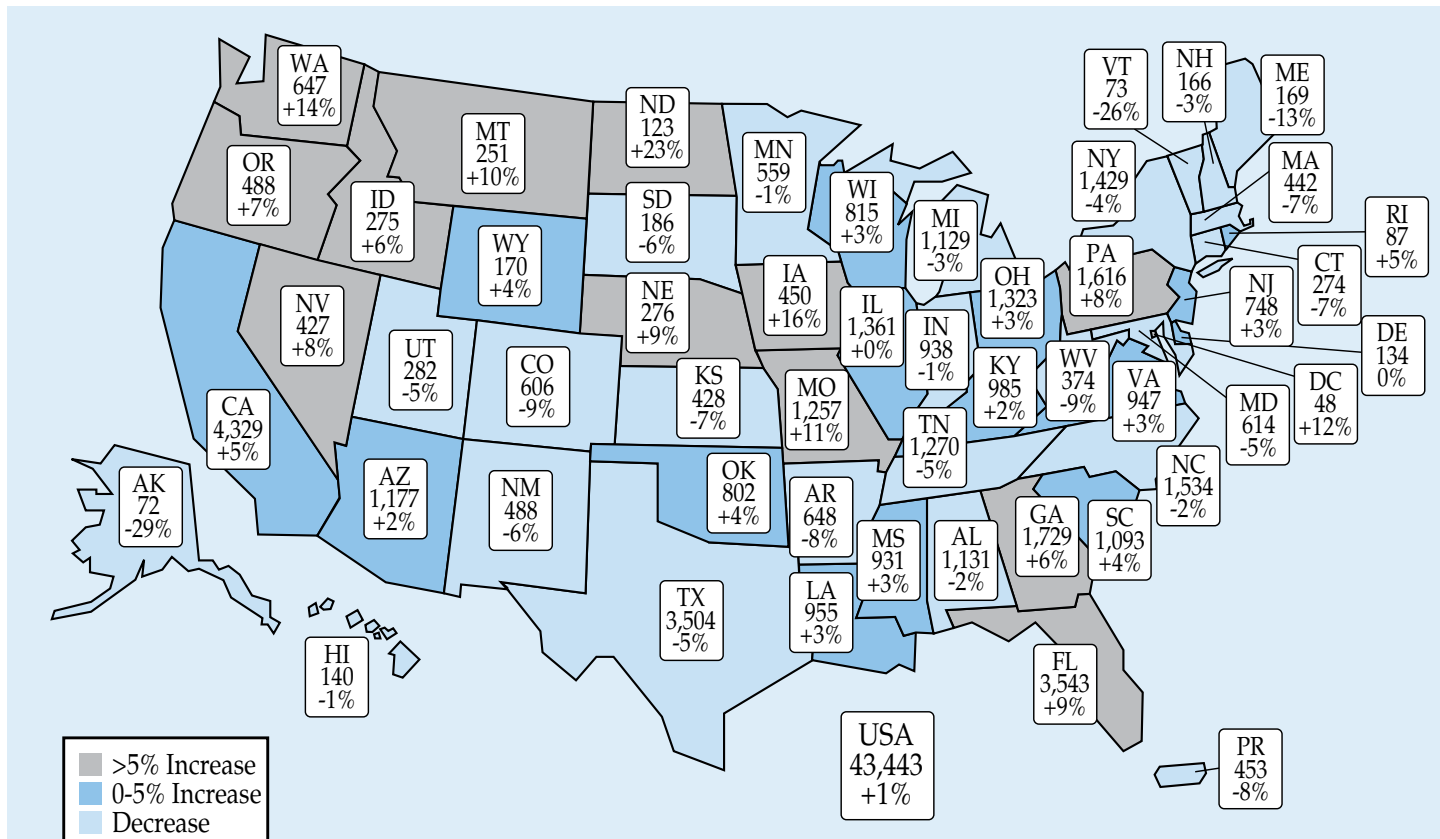 WA
647
+14%
OR
488
+7%
ID
275
+6%
MT
251
+10%
ND
123
+23%
MN
559
-1%
SD
186
-6%
WY
170
+4%
NE
276
+9%
IA
450
+16%
WI
815
+3%
MI
1,129
-3%
VT
73
-26%
NH
166
-3%
ME
169
-13%
NY
1,429
-4%
MA
442
-7%
RI
87
+5%
CT
274
-7%
PA
1,616
+8%
NJ
748
+3%
DE
134
0%
DC
48
+12%
MD
614
-5%
NV
427
+8%
UT
282
-5%
CO
606
-9%
KS
428
-7%
MO
1,257
+11%
IL
1,361
+0%
IN
938
-1%
OH
1,323
+3%
KY
985
+2%
WV
374
-9%
VA
947
+3%
CA
4,329
+5%
AZ
1,177
+2%
NM
488
-6%
OK
802
+4%
AR
648
-8%
TN
1,270
-5%
NC
1,534
-2%
SC
1,093
+4%
GA
1,729
+6%
AL
1,131
-2%
MS
931
+3%
LA
955
+3%
TX
3,504
-5%
FL
3,543
+9%
AK
72
-29%
HI
140
-1%
USA
43,443
+1%
PR
453
-8%
>5% Increase
0-5% Increase
Decrease